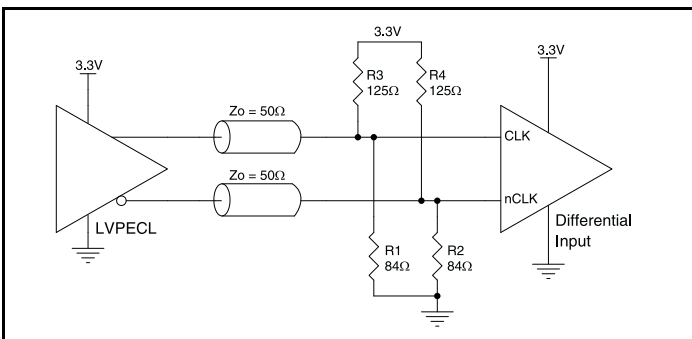 3.3V
3.3V
R3
125Ω
R4
125Ω
3.3V
Zo = 50Ω
CLK
Zo = 50Ω
nCLK
LVPECL
Differential
Input
R1
84Ω
R2
84Ω